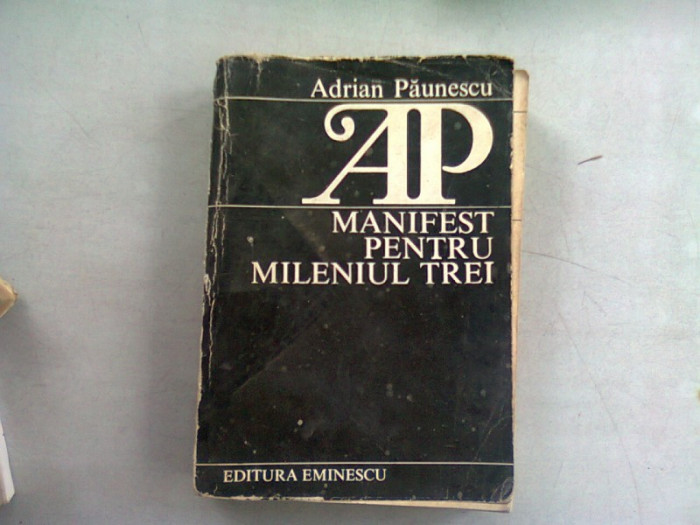 Adrian Păunescu
AP
MANIFEST
PENTRU
MILENIUL TREI
EDITURA EMINESCU